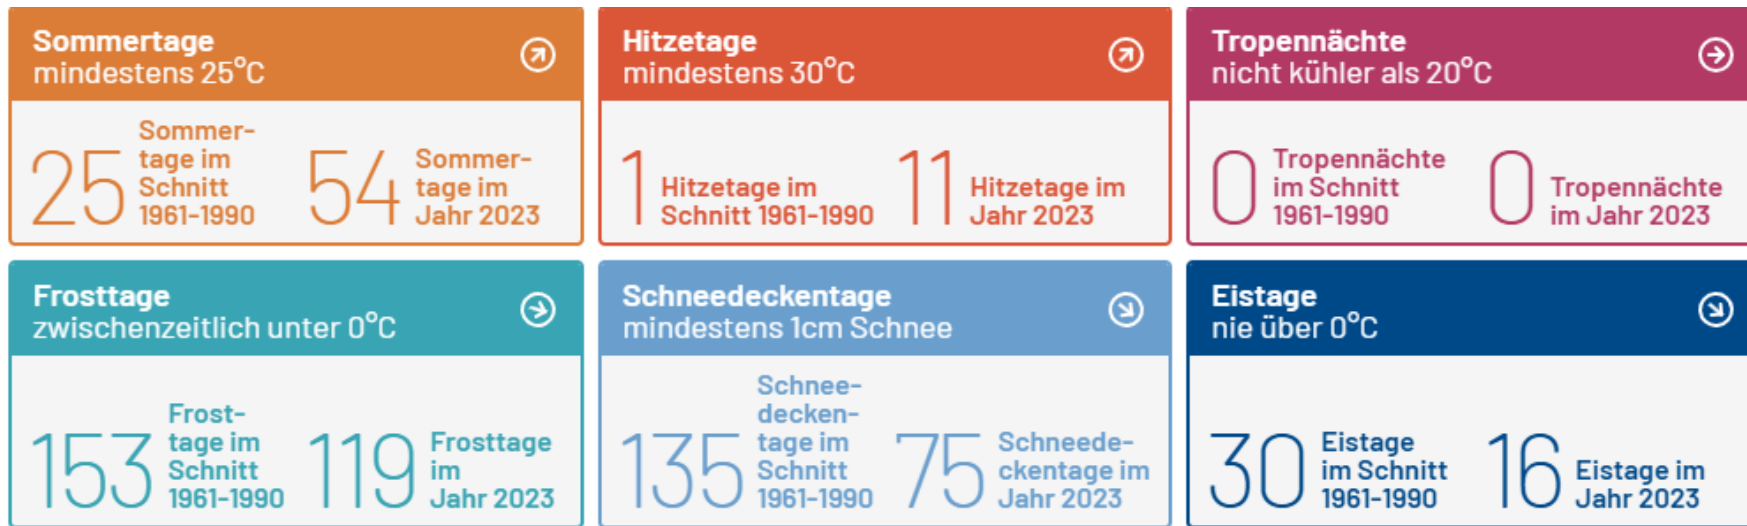 Sommertage
mindestens 25°C
25
Sommer-
tage im
Schnitt
1961-1990
54
Sommer-
tage im
Jahr 2023
Hitzetage
mindestens 30°C
1
Hitzetage im
Schnitt 1961-1990
11
Hitzetage im
Jahr 2023
Tropennächte
nicht kühler als 20°C
0
Tropennächte
im Schnitt
1961-1990
0
Tropennächte
im Jahr 2023
Frosttage
zwischenzeitlich unter 0°C
153
Frost-
tage im
Schnitt
1961-1990
119
Frosttage
im
Jahr 2023
Schneedeckentage
mindestens 1cm Schnee
135
Schnee-
decken-
tage im
Schnitt
1961-1990
75
Schneede-
ckentage im
Jahr 2023
Eistage
nie über 0°C
30
Eistage
im Schnitt
1961-1990
16
Eistage im
Jahr 2023